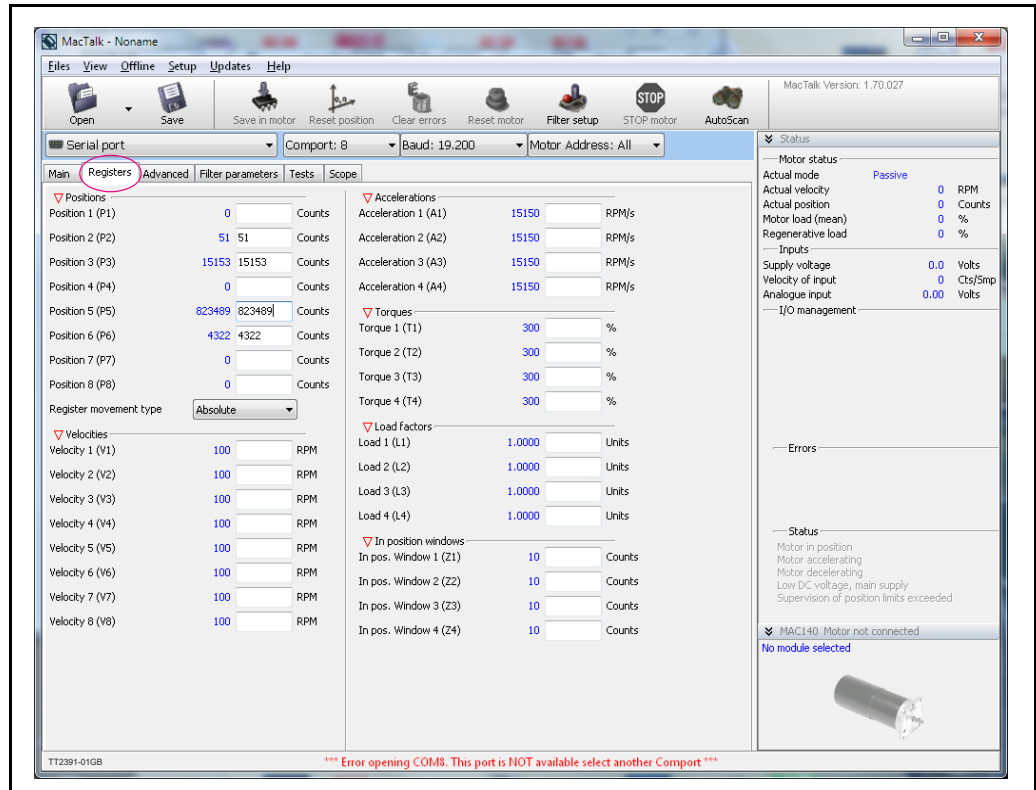 MacTalk - Noname
Files View Offline Setup Updates Help
Open Save Save in motor Reset position Clear errors Reset motor Filter setup STOP motor AutoScan
STOP
MacTalk Version: 1.70.027
Serial port Comport: 8 Baud: 19.200 Motor Address: All
Main Registers Advanced Filter parameters Tests Scope
Positions
Position 1 (P1) 0 Counts
Position 2 (P2) 51 51 Counts
Position 3 (P3) 15153 15153 Counts
Position 4 (P4) 0 Counts
Position 5 (P5) 823489 823489 Counts
Position 6 (P6) 4322 4322 Counts
Position 7 (P7) 0 Counts
Position 8 (P8) 0 Counts
Register movement type Absolute
Velocities
Velocity 1 (V1) 100 RPM
Velocity 2 (V2) 100 RPM
Velocity 3 (V3) 100 RPM
Velocity 4 (V4) 100 RPM
Velocity 5 (V5) 100 RPM
Velocity 6 (V6) 100 RPM
Velocity 7 (V7) 100 RPM
Velocity 8 (V8) 100 RPM
Accelerations
Acceleration 1 (A1) 15150 RPM/s
Acceleration 2 (A2) 15150 RPM/s
Acceleration 3 (A3) 15150 RPM/s
Acceleration 4 (A4) 15150 RPM/s
Torques
Torque 1 (T1) 300 %
Torque 2 (T2) 300 %
Torque 3 (T3) 300 %
Torque 4 (T4) 300 %
Load factors
Load 1 (L1) 1.0000 Units
Load 2 (L2) 1.0000 Units
Load 3 (L3) 1.0000 Units
Load 4 (L4) 1.0000 Units
In position windows
In pos. Window 1 (Z1) 10 Counts
In pos. Window 2 (Z2) 10 Counts
In pos. Window 3 (Z3) 10 Counts
In pos. Window 4 (Z4) 10 Counts
Status
Motor status
Actual mode Passive
Actual velocity 0 RPM
Actual position 0 Counts
Motor load (mean) 0 %
Regenerative load 0 %
Inputs
Supply voltage 0.0 Volts
Velocity of input 0 Cts/Smp
Analogue input 0.00 Volts
I/O management
Errors
Status
Motor in position
Motor accelerating
Motor decelerating
Low DC voltage, main supply
Supervision of position limits exceeded
MAC140 Motor not connected
No module selected
TT2391-01GB
*** Error opening COM8. This port is NOT available select another Comport ***